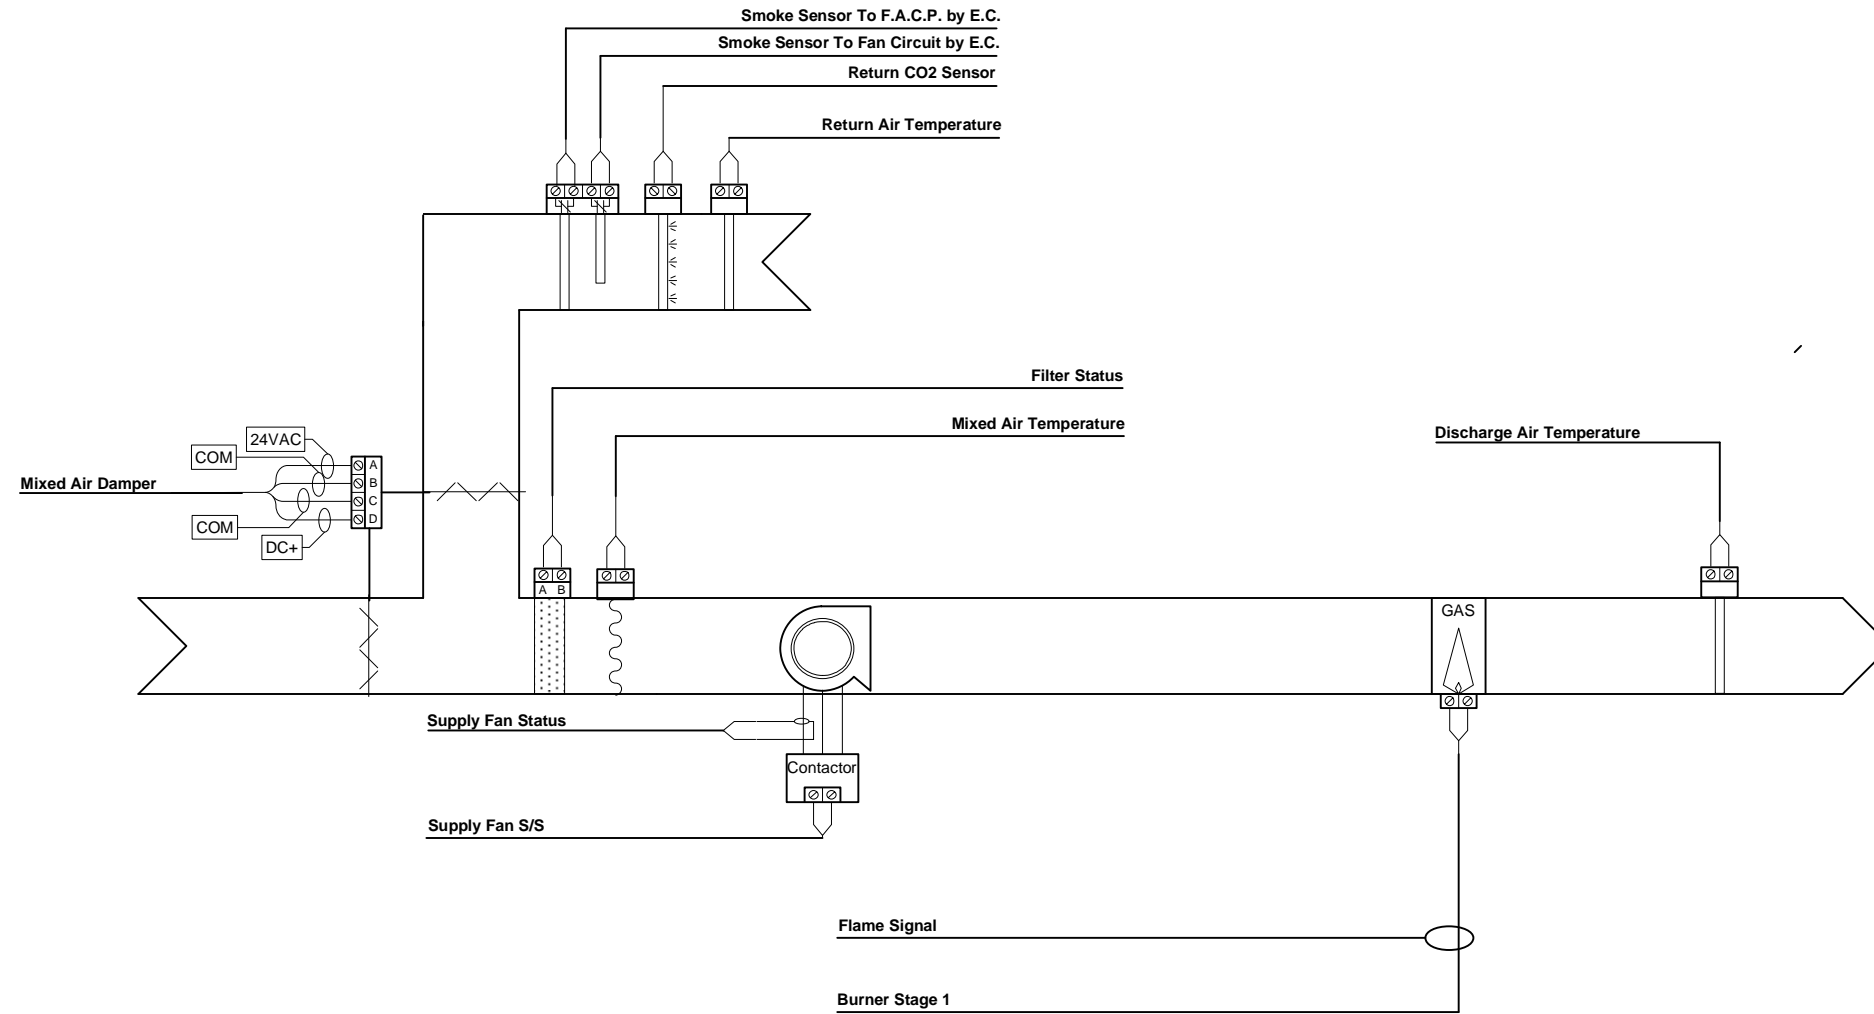 Smoke Sensor To F.A.C.P. by E.C.
Smoke Sensor To Fan Circuit by E.C.
Return CO2 Sensor
Return Air Temperature
Filter Status
Mixed Air Temperature
Discharge Air Temperature
24VAC
COM
Mixed Air Damper
A
B
C
D
COM
DC+
A B
GAS
Supply Fan Status
Contactor
Supply Fan S/S
Flame Signal
Burner Stage 1